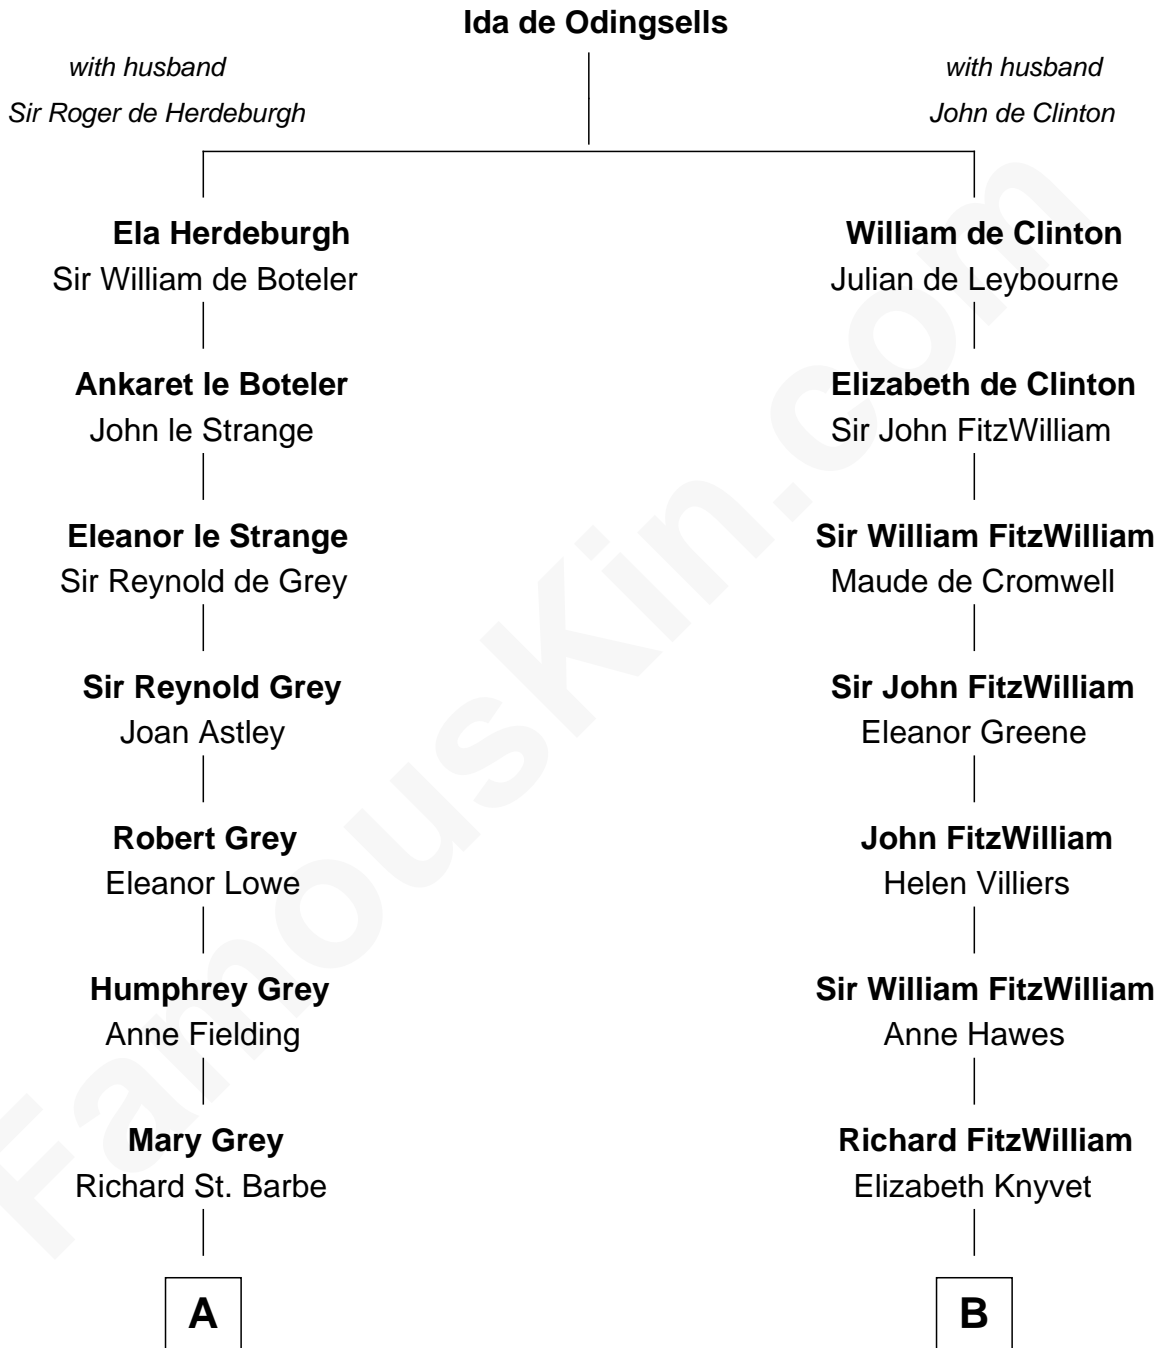 Ida de Odingsells
with husband
Sir Roger de Herdeburgh
with husband
John de Clinton
Ela Herdeburgh
Sir William de Boteler
William de Clinton
Julian de Leybourne
Ankaret le Boteler
John le Strange
Elizabeth de Clinton
Sir John FitzWilliam
Eleanor le Strange
Sir Reynold de Grey
Sir William FitzWilliam
Maude de Cromwell
Sir Reynold Grey
Joan Astley
Sir John FitzWilliam
Eleanor Greene
Robert Grey
Eleanor Lowe
John FitzWilliam
Helen Villiers
Humphrey Grey
Anne Fielding
Sir William FitzWilliam
Anne Hawes
Mary Grey
Richard St. Barbe
Richard FitzWilliam
Elizabeth Knyvet
A
B
FamousKin.com